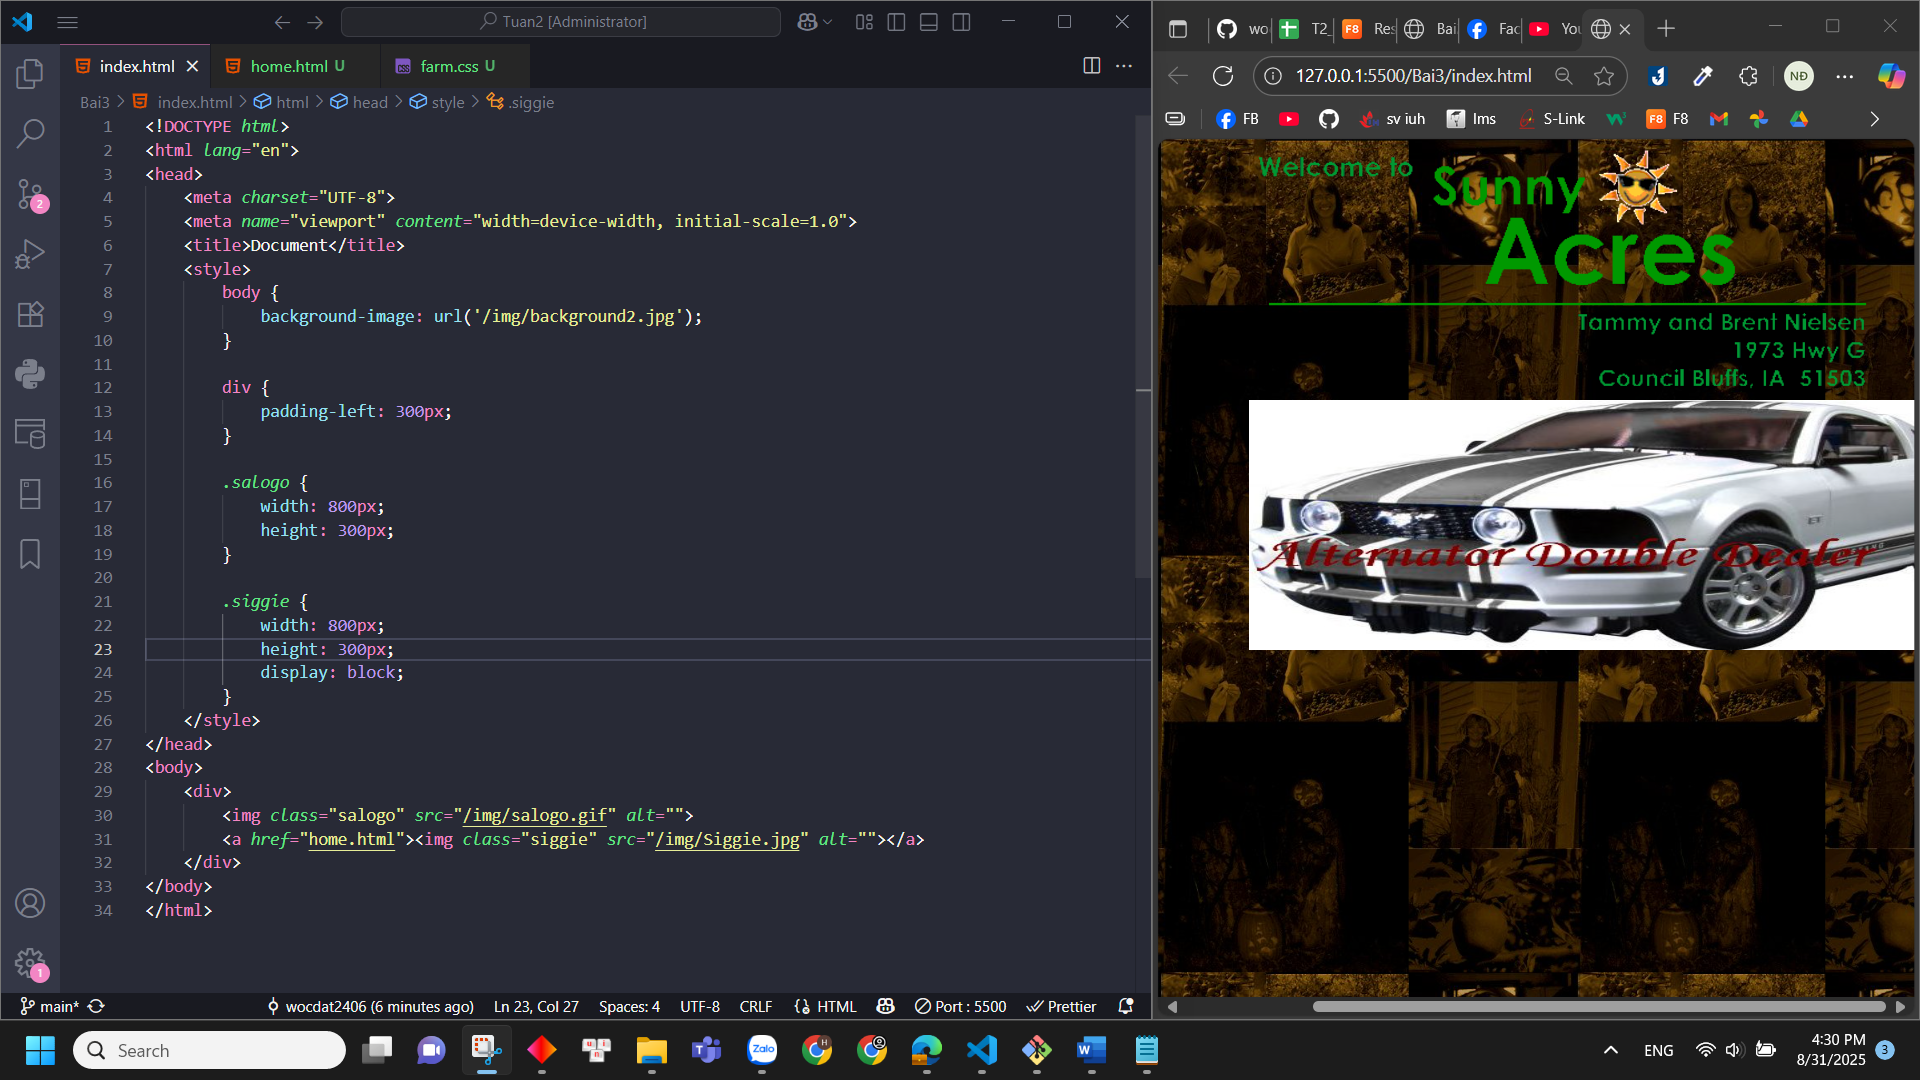 Tuan2 [Administrator]
index.html
home.html U
farm.css U
Bai3 > index.html > html > head > style > .siggie
1 <!DOCTYPE html>
2 <html lang="en">
3 <head>
4 <meta charset="UTF-8">
5 <meta name="viewport" content="width=device-width, initial-scale=1.0">
6 <title>Document</title>
7 <style>
8 body {
9 background-image: url('/img/background2.jpg');
10 }
11
12 div {
13 padding-left: 300px;
14 }
15
16 .salogo {
17 width: 800px;
18 height: 300px;
19 }
20
21 .siggie {
22 width: 800px;
23 height: 300px;
24 display: block;
25 }
26 </style>
27 </head>
28 <body>
29 <div>
30 <img class="salogo" src="/img/salogo.gif" alt="">
31 <a href="home.html"><img class="siggie" src="/img/Siggie.jpg" alt=""></a>
32 </div>
33 </body>
34 </html>
2
1
main*
wocdat2406 (6 minutes ago)
Ln 23, Col 27
Spaces: 4
UTF-8
CRLF
HTML
Port : 5500
Prettier
wo
T2_
F8 Res
Bai
Fac
You
127.0.0.1:5500/Bai3/index.html
NĐ
FB
sv iuh
lms
S-Link
F8 F8
Welcome to
Sunny
Acres
Tammy and Brent Nielsen
1973 Hwy G
Council Bluffs, IA 51503
Alternator Double Dealer
Search
Zalo
ENG
4:30 PM
8/31/2025
3